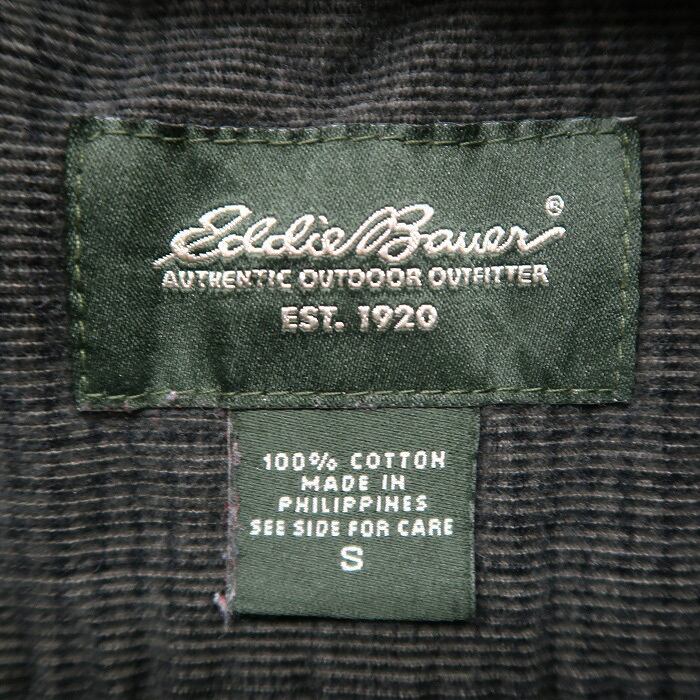 Eddie Bauer®
AUTHENTIC OUTDOOR OUTFITTER
EST. 1920
100% COTTON
MADE IN
PHILIPPINES
SEE SIDE FOR CARE
S